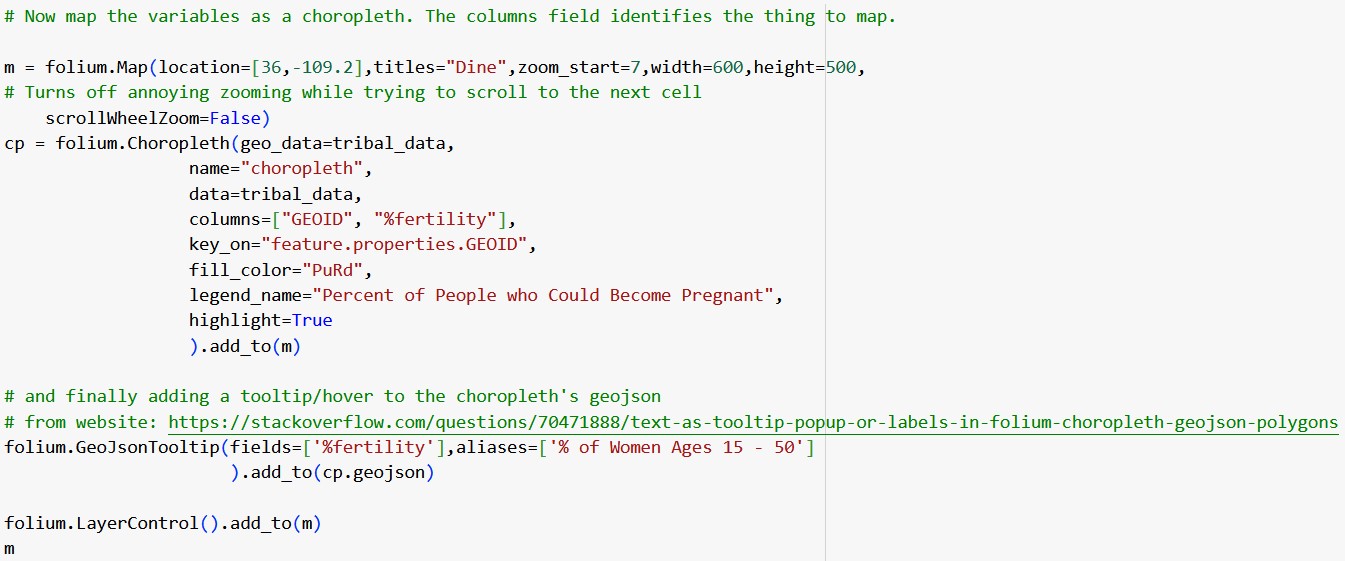 # Now map the variables as a choropleth. The columns field identifies the thing to map.
m = folium.Map(location=[36,-109.2],titles="Dine",zoom_start=7,width=600,height=500,
# Turns off annoying zooming while trying to scroll to the next cell
    scrollWheelZoom=False)
cp = folium.Choropleth(geo_data=tribal_data,
                  name="choropleth",
                  data=tribal_data,
                  columns=["GEOID", "%fertility"],
                  key_on="feature.properties.GEOID",
                  fill_color="PuRd",
                  legend_name="Percent of People who Could Become Pregnant",
                  highlight=True
                  ).add_to(m)
# and finally adding a tooltip/hover to the choropleth's geojson
# from website: https://stackoverflow.com/questions/70471888/text-as-tooltip-popup-or-labels-in-folium-choropleth-geojson-polygons
folium.GeoJsonTooltip(fields=['%fertility'],aliases=['% of Women Ages 15 - 50']
                      ).add_to(cp.geojson)
folium.LayerControl().add_to(m)
m